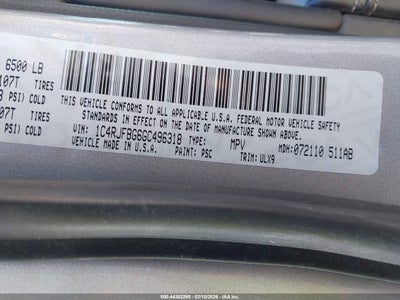 6500 LB
107T TIRES
PSI) COLD
07T TIRES
PSI) COLD
THIS VEHICLE CONFORMS TO APPLICABLE U.S.A. FEDERAL MOTOR VEHICLE SAFETY
STANDARDS IN EFFECT ON THE DATE OF MANUFACTURE SHOWN ABOVE.
VIN: 1C4RJFBG6GC496318 TYPE: MPV MDH: 072110 511AB
VEHICLE MADE IN U.S.A. PAINT: PSC TRIM: ULX9
000-44352290 - 02/10/2026 - IAA Inc.